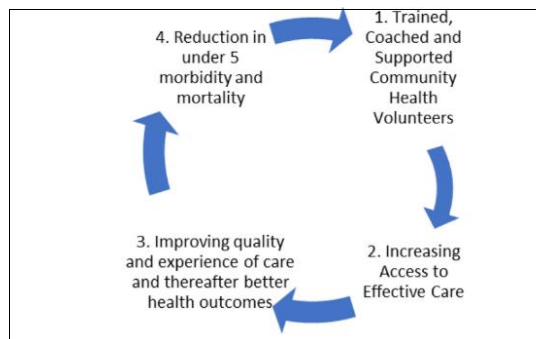 1. Trained,
Coached and
Supported
Community
Health
Volunteers
2. Increasing
Access to
Effective Care
3. Improving quality
and experience of care
and thereafter better
health outcomes
4. Reduction in
under 5
morbidity and
mortality